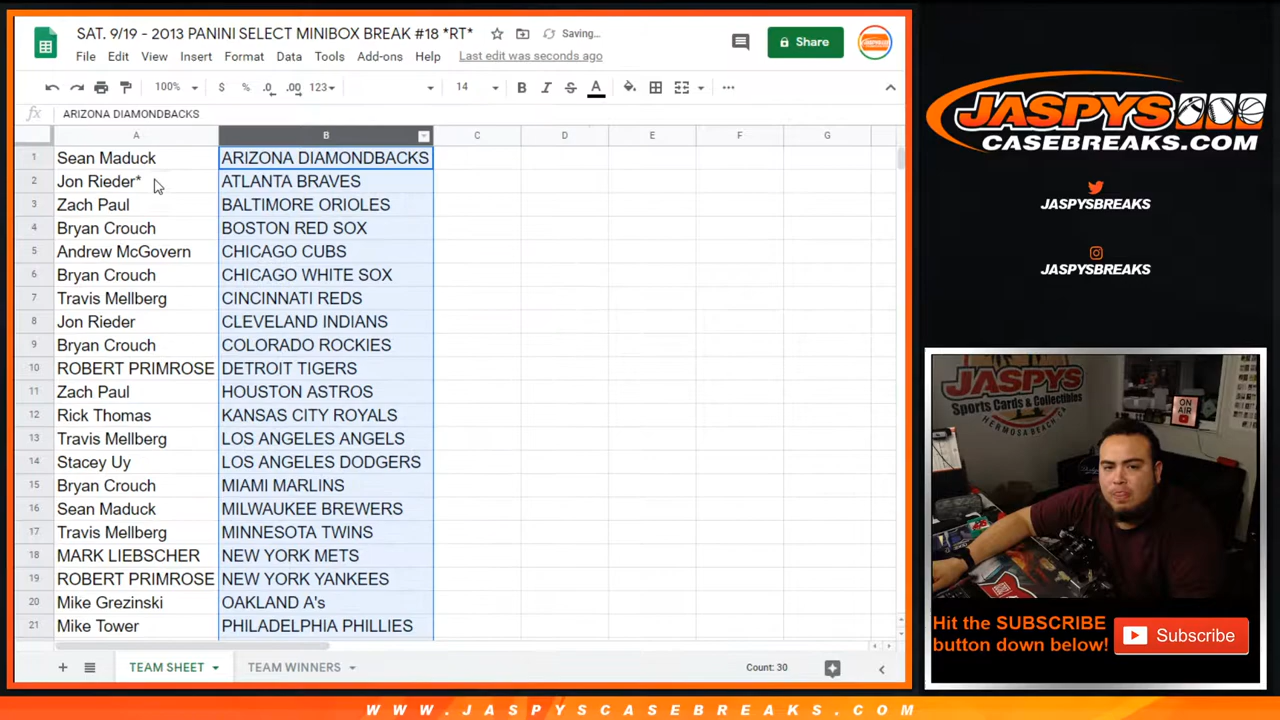 SAT. 9/19 - 2013 PANINI SELECT MINIBOX BREAK #18 *RT*
Saving...
Share
File Edit View Insert Format Data Tools Add-ons Help Last edit was seconds ago
100% $ % .0 .00 123 14 B I S A
fx ARIZONA DIAMONDBACKS
A B C D E F G
1 Sean Maduck ARIZONA DIAMONDBACKS
2 Jon Rieder* ATLANTA BRAVES
3 Zach Paul BALTIMORE ORIOLES
4 Bryan Crouch BOSTON RED SOX
5 Andrew McGovern CHICAGO CUBS
6 Bryan Crouch CHICAGO WHITE SOX
7 Travis Mellberg CINCINNATI REDS
8 Jon Rieder CLEVELAND INDIANS
9 Bryan Crouch COLORADO ROCKIES
10 ROBERT PRIMROSE DETROIT TIGERS
11 Zach Paul HOUSTON ASTROS
12 Rick Thomas KANSAS CITY ROYALS
13 Travis Mellberg LOS ANGELES ANGELS
14 Stacey Uy LOS ANGELES DODGERS
15 Bryan Crouch MIAMI MARLINS
16 Sean Maduck MILWAUKEE BREWERS
17 Travis Mellberg MINNESOTA TWINS
18 MARK LIEBSCHER NEW YORK METS
19 ROBERT PRIMROSE NEW YORK YANKEES
20 Mike Grezinski OAKLAND A's
21 Mike Tower PHILADELPHIA PHILLIES
TEAM SHEET TEAM WINNERS Count: 30
JASPYS
CASEBREAKS.COM
JASPYSBREAKS
JASPYSBREAKS
JASPYS
Sports Cards & Collectibles
HERMOSA BEACH CA
ON AIR
Hit the SUBSCRIBE
button down below!
Subscribe
WWW.JASPYSCASEBREAKS.COM